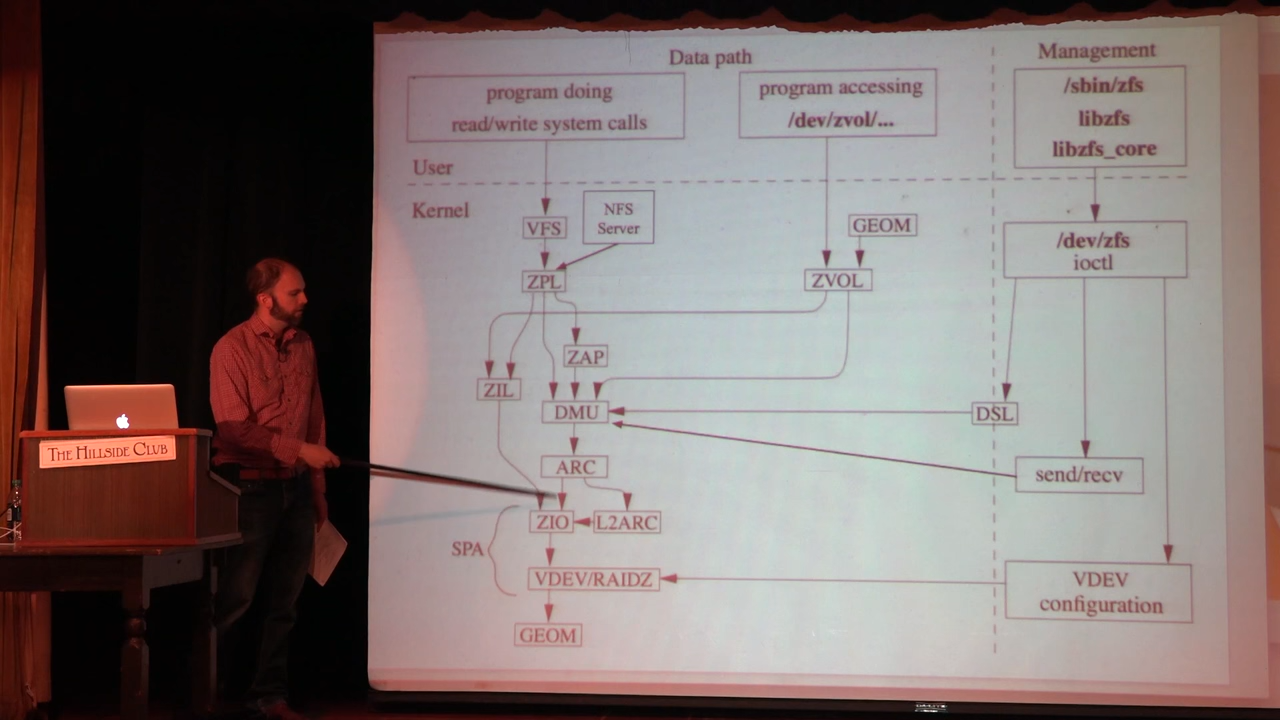 Data path
Management
program doing
read/write system calls
program accessing
/dev/zvol/...
/sbin/zfs
libzfs
libzfs_core
User
Kernel
VFS
NFS
Server
GEOM
/dev/zfs
ioctl
ZPL
ZVOL
ZAP
ZIL
DMU
DSL
ARC
send/recv
ZIO
L2ARC
SPA
VDEV/RAIDZ
VDEV
configuration
GEOM
THE HILLSIDE CLUB
DA-LITE